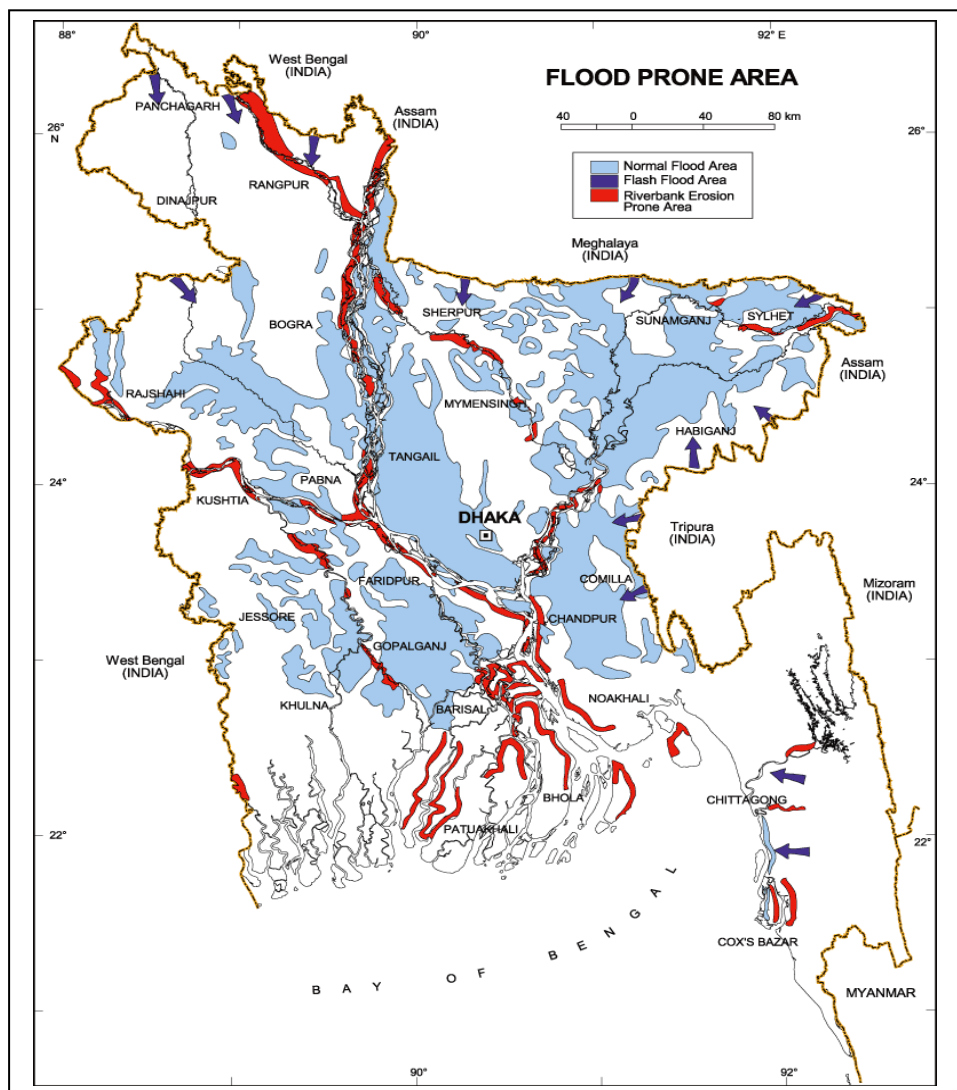 88°
90°
92° E
West Bengal
(INDIA)
FLOOD PRONE AREA
PANCHAGARH
Assam
(INDIA)
40
0
40
80 km
26°
N
26°
Normal Flood Area
Flash Flood Area
Riverbank Erosion
Prone Area
RANGPUR
DINAJPUR
Meghalaya
(INDIA)
SHERPUR
SUNAMGANJ
SYLHET
BOGRA
Assam
(INDIA)
RAJSHAHI
MYMENSINGH
HABIGANJ
TANGAIL
24°
PABNA
24°
KUSHTIA
DHAKA
Tripura
(INDIA)
FARIDPUR
COMILLA
Mizoram
(INDIA)
JESSORE
CHANDPUR
GOPALGANJ
West Bengal
(INDIA)
KHULNA
BARISAL
NOAKHALI
BHOLA
CHITTAGONG
22°
PATUAKHALI
22°
COX'S BAZAR
BAY OF BENGAL
MYANMAR
90°
92°